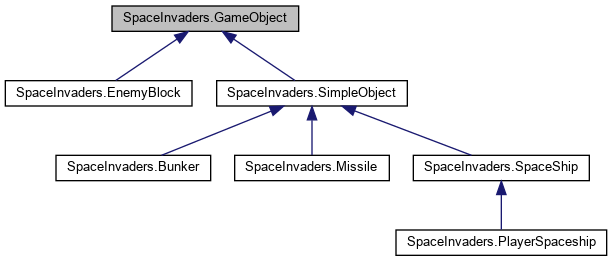 SpaceInvaders.GameObject
SpaceInvaders.EnemyBlock
SpaceInvaders.SimpleObject
SpaceInvaders.Bunker
SpaceInvaders.Missile
SpaceInvaders.SpaceShip
SpaceInvaders.PlayerSpaceship